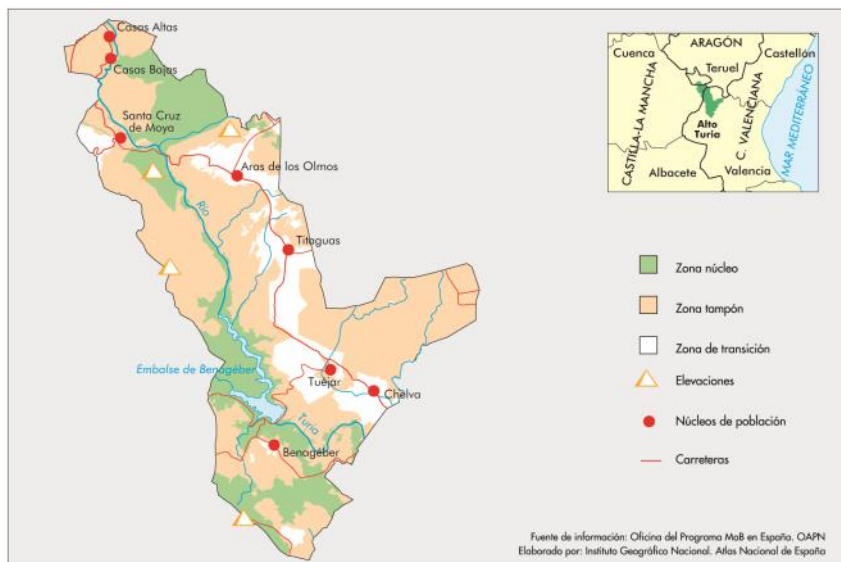 Casas Altas
Casas Bajas
Santa Cruz
de Moya
Aras de los Olmos
Río
Titaguas
Embalse de Benagéber
Tuéjar
Chelva
Turia
Benagéber
Cuenca
ARAGÓN
Castellón
Teruel
CASTILLA-LA MANCHA
Alto
Turia
C. VALENCIANA
MAR MEDITERRÁNEO
Albacete
Valencia
Zona núcleo
Zona tampón
Zona de transición
Elevaciones
Núcleos de población
Carreteras
Fuente de información: Oficina del Programa MaB en España. OAPN
Elaborado por: Instituto Geográfico Nacional. Atlas Nacional de España